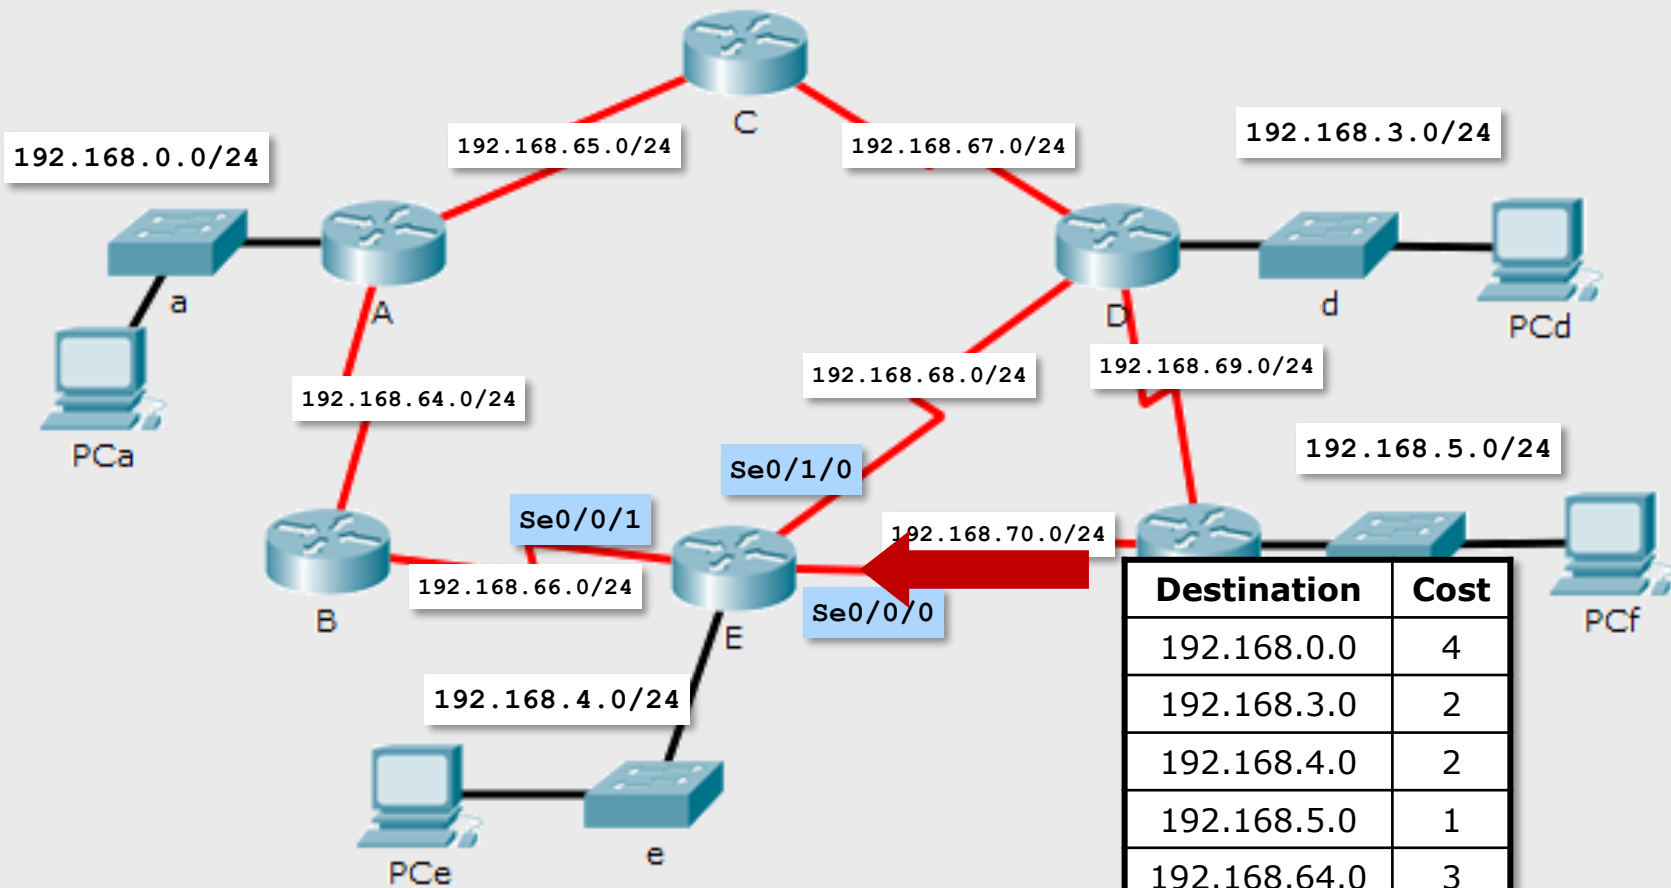 C
192.168.65.0/24
192.168.67.0/24
192.168.3.0/24
192.168.0.0/24
a
A
D
d
PCd
PCa
192.168.64.0/24
192.168.68.0/24
192.168.69.0/24
192.168.5.0/24
Se0/1/0
Se0/0/1
192.168.70.0/24
192.168.66.0/24
B
E
Se0/0/0
PCf
192.168.4.0/24
PCe
e
Destination Cost
192.168.0.0 4
192.168.3.0 2
192.168.4.0 2
192.168.5.0 1
192.168.64.0 3